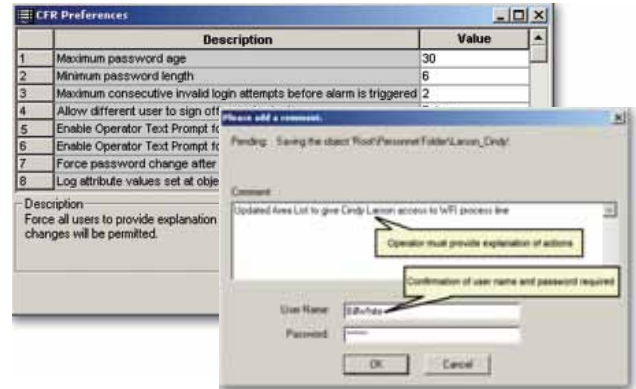 CFR Preferences
Description Value
1 Maximum password age 30
2 Minimum password length 6
3 Maximum consecutive invalid login attempts before alarm is triggered 2
4 Allow different user to sign off
5 Enable Operator Text Prompt fo
6 Enable Operator Text Prompt fo
7 Force password change after
8 Log attribute values set at obje
Description
Force all users to provide explanation
changes will be permitted.
Please add a comment.
Pending: Saving the object 'Root\Personnel Folder\Larson_Cindy'.
Comment
Updated Area List to give Cindy Larson access to WFI process line
Operator must provide explanation of actions
Confirmation of user name and password required
User Name:
Password:
OK Cancel